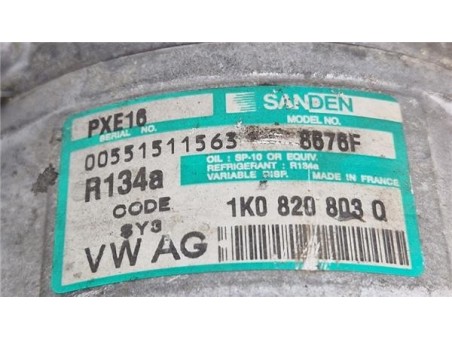 PXE16 SANDEN
SERIAL NO. MODEL NO.
00551511563 8676F
OIL : SP-10 OR EQUIV.
REFRIGERANT : R134a
VARIABLE DISP. MADE IN FRANCE
R134a
CODE 1K0 820 803 Q
SY3
VW AG